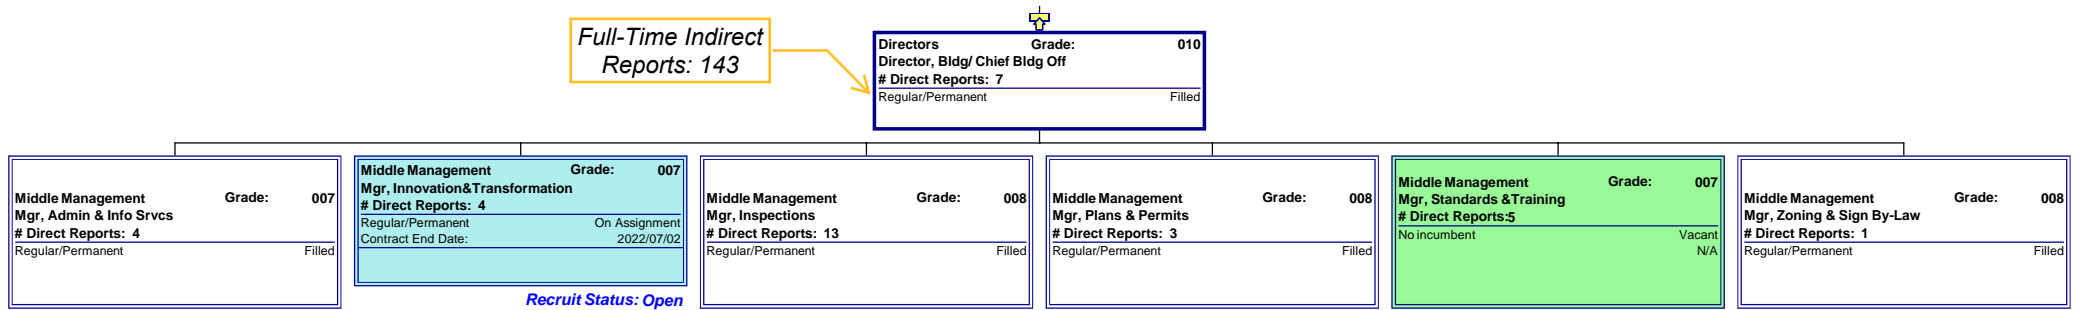 Full-Time Indirect
Reports: 143
Directors Grade: 010
Director, Bldg/ Chief Bldg Off
# Direct Reports: 7
Regular/Permanent Filled
Middle Management Grade: 007
Mgr, Admin & Info Srvcs
# Direct Reports: 4
Regular/Permanent Filled
Middle Management Grade: 007
Mgr, Innovation&Transformation
# Direct Reports: 4
Regular/Permanent On Assignment
Contract End Date: 2022/07/02
Recruit Status: Open
Middle Management Grade: 008
Mgr, Inspections
# Direct Reports: 13
Regular/Permanent Filled
Middle Management Grade: 008
Mgr, Plans & Permits
# Direct Reports: 3
Regular/Permanent Filled
Middle Management Grade: 007
Mgr, Standards &Training
# Direct Reports:5
No incumbent Vacant
N/A
Middle Management Grade: 008
Mgr, Zoning & Sign By-Law
# Direct Reports: 1
Regular/Permanent Filled